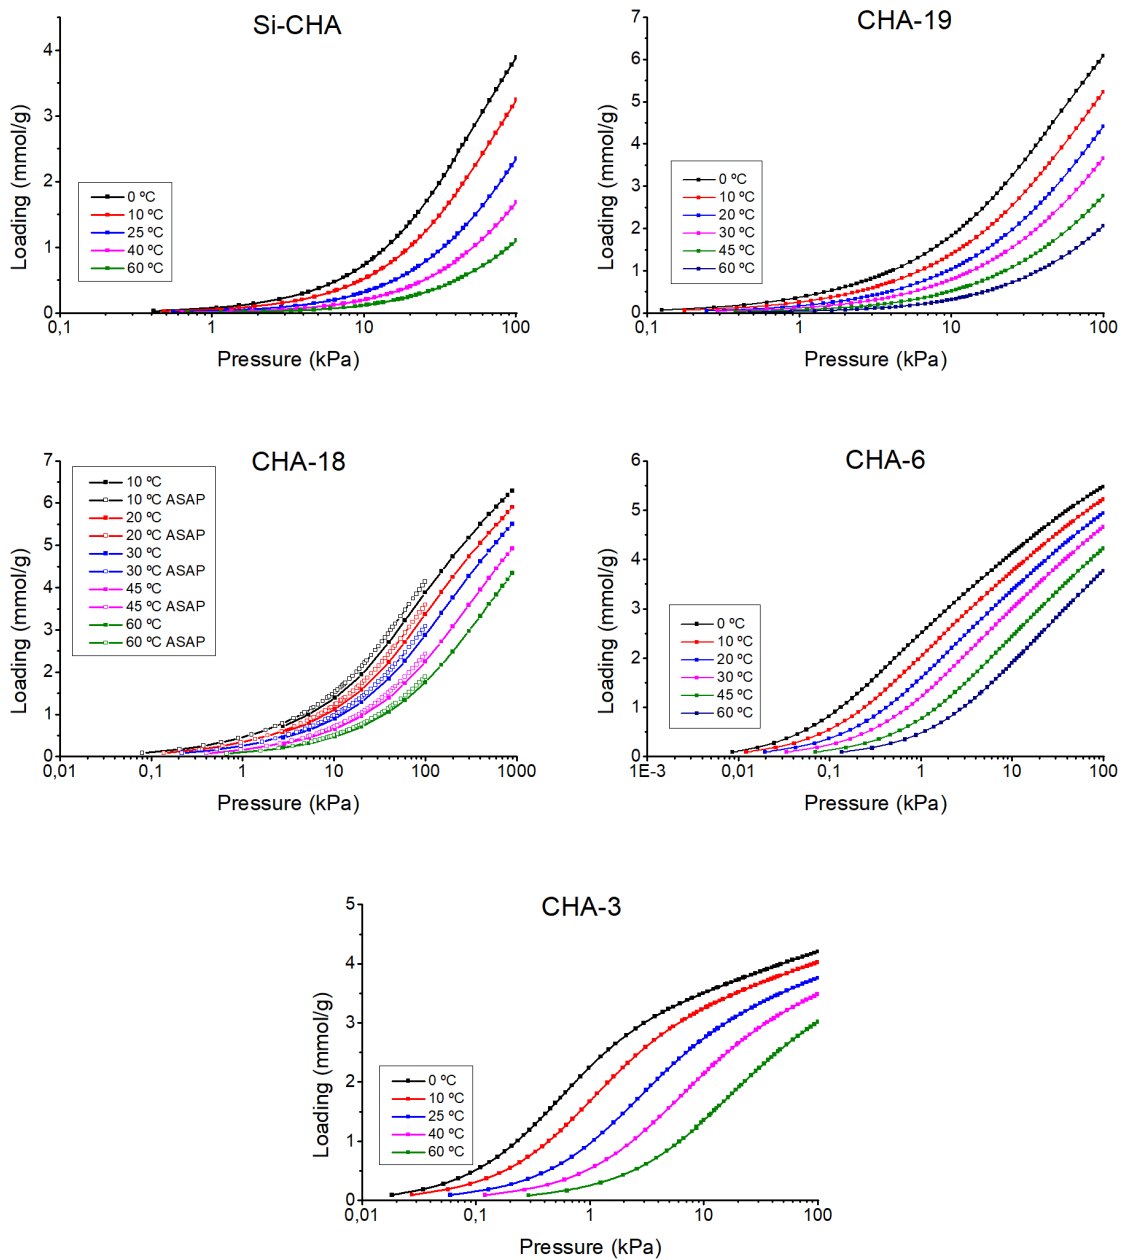 Si-CHA
4
3
2
1
0
Loading (mmol/g)
0 ºC
10 ºC
25 ºC
40 ºC
60 ºC
0,1
1
10
100
Pressure (kPa)
CHA-19
7
6
5
4
3
2
1
0
Loading (mmol/g)
0 ºC
10 ºC
20 ºC
30 ºC
45 ºC
60 ºC
0,1
1
10
100
Pressure (kPa)
CHA-18
7
6
5
4
3
2
1
0
Loading (mmol/g)
10 ºC
10 ºC ASAP
20 ºC
20 ºC ASAP
30 ºC
30 ºC ASAP
45 ºC
45 ºC ASAP
60 ºC
60 ºC ASAP
0,01
0,1
1
10
100
1000
Pressure (kPa)
CHA-6
6
5
4
3
2
1
0
Loading (mmol/g)
0 ºC
10 ºC
20 ºC
30 ºC
45 ºC
60 ºC
1E-3
0,01
0,1
1
10
100
Pressure (kPa)
CHA-3
5
4
3
2
1
0
Loading (mmol/g)
0 ºC
10 ºC
25 ºC
40 ºC
60 ºC
0,01
0,1
1
10
100
Pressure (kPa)